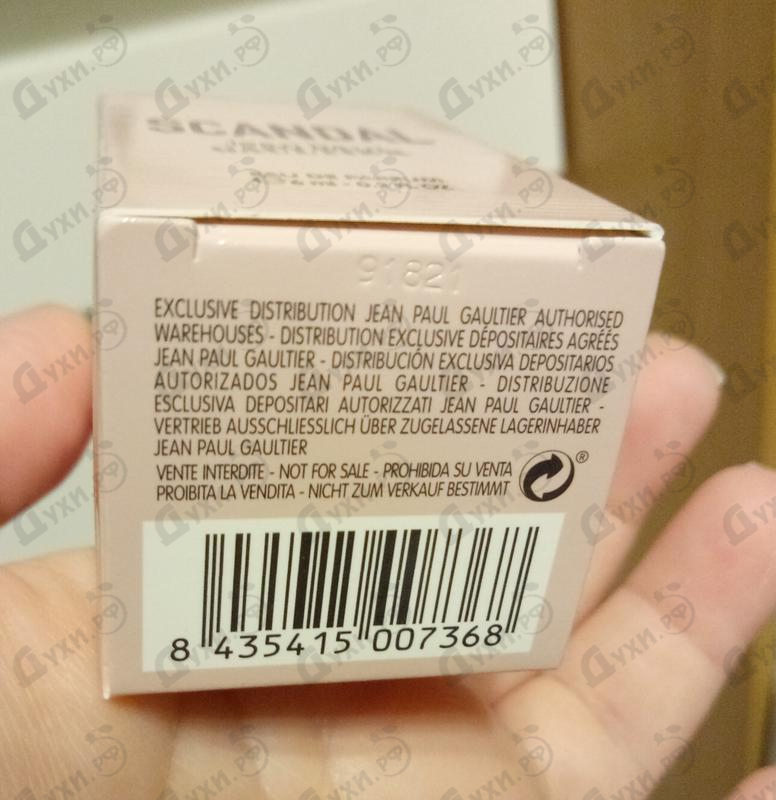 SCANDAL
EAU DE PARFUM
91821
EXCLUSIVE DISTRIBUTION JEAN PAUL GAULTIER AUTHORISED
WAREHOUSES - DISTRIBUTION EXCLUSIVE DÉPOSITAIRES AGRÉÉS
JEAN PAUL GAULTIER - DISTRIBUCIÓN EXCLUSIVA DEPOSITARIOS
AUTORIZADOS JEAN PAUL GAULTIER - DISTRIBUZIONE
ESCLUSIVA DEPOSITARI AUTORIZZATI JEAN PAUL GAULTIER -
VERTRIEB AUSSCHLIESSLICH ÜBER ZUGELASSENE LAGERINHABER
JEAN PAUL GAULTIER
VENTE INTERDITE - NOT FOR SALE - PROHIBIDA SU VENTA
PROIBITA LA VENDITA - NICHT ZUM VERKAUF BESTIMMT ®
8 435415 007368
Духи.рф